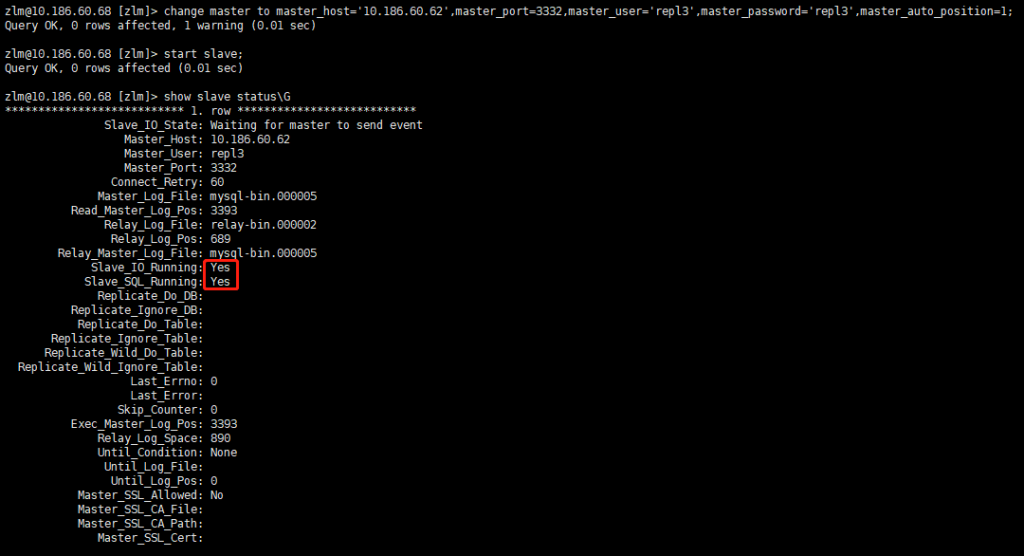 zlm@10.186.60.68 [zlm]> change master to master_host='10.186.60.62',master_port=3332,master_user='repl3',master_password='repl3',master_auto_position=1;
Query OK, 0 rows affected, 1 warning (0.01 sec)
zlm@10.186.60.68 [zlm]> start slave;
Query OK, 0 rows affected (0.01 sec)
zlm@10.186.60.68 [zlm]> show slave status\G
*************************** 1. row ***************************
Slave_IO_State: Waiting for master to send event
Master_Host: 10.186.60.62
Master_User: repl3
Master_Port: 3332
Connect_Retry: 60
Master_Log_File: mysql-bin.000005
Read_Master_Log_Pos: 3393
Relay_Log_File: relay-bin.000002
Relay_Log_Pos: 689
Relay_Master_Log_File: mysql-bin.000005
Slave_IO_Running: Yes
Slave_SQL_Running: Yes
Replicate_Do_DB:
Replicate_Ignore_DB:
Replicate_Do_Table:
Replicate_Ignore_Table:
Replicate_Wild_Do_Table:
Replicate_Wild_Ignore_Table:
Last_Errno: 0
Last_Error:
Skip_Counter: 0
Exec_Master_Log_Pos: 3393
Relay_Log_Space: 890
Until_Condition: None
Until_Log_File:
Until_Log_Pos: 0
Master_SSL_Allowed: No
Master_SSL_CA_File:
Master_SSL_CA_Path:
Master_SSL_Cert: